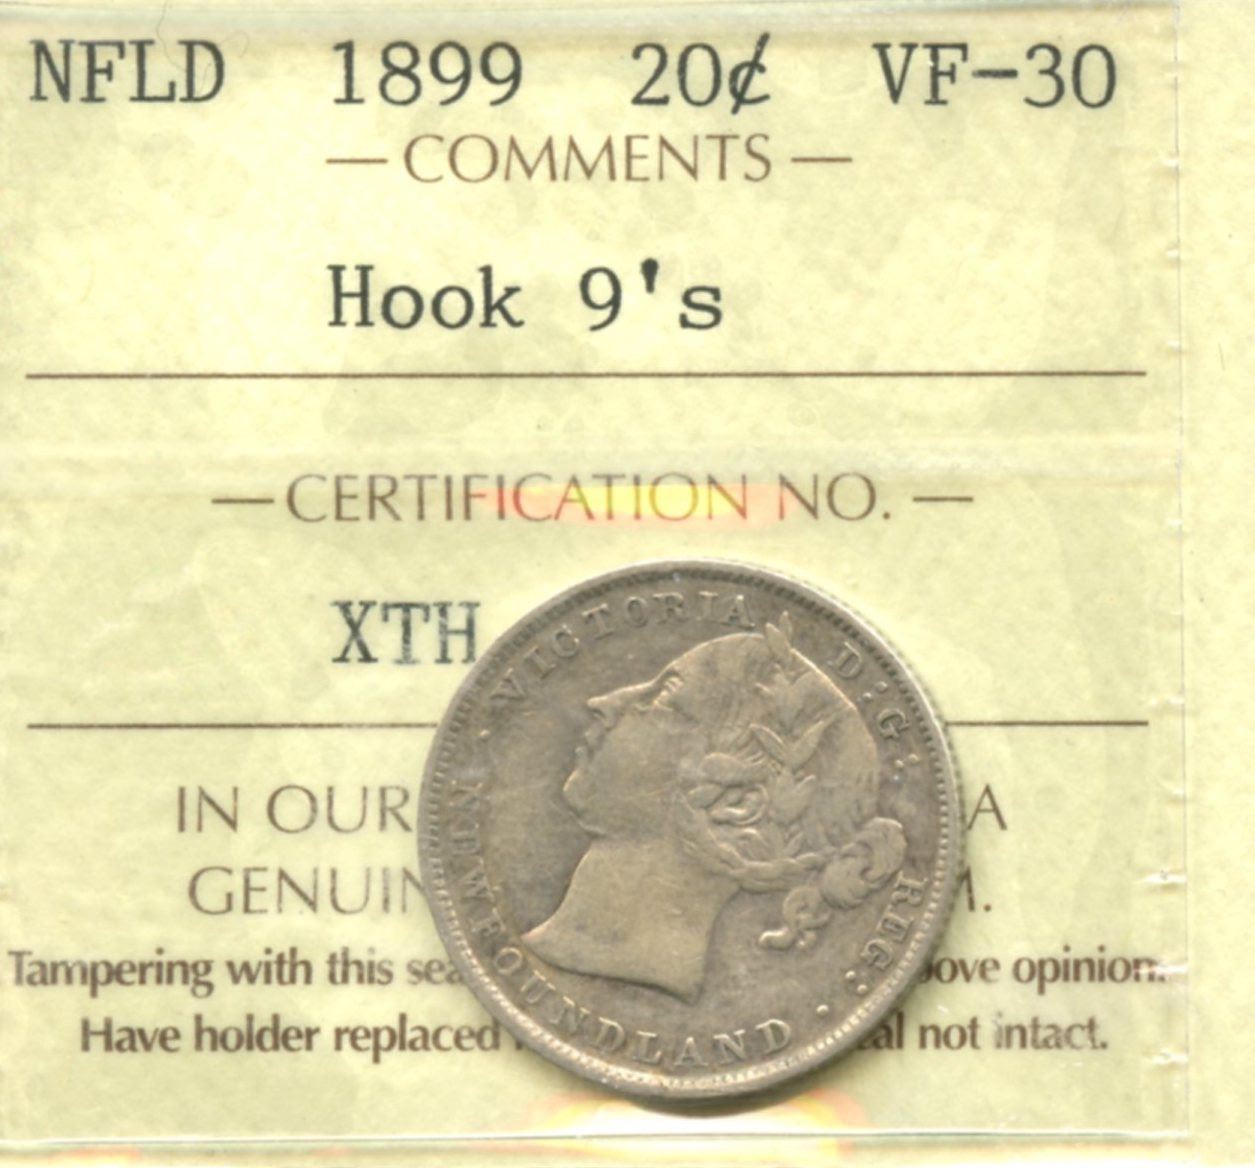 NFLD 1899 20¢ VF-30
— COMMENTS —
Hook 9's
— CERTIFICATION NO. —
XTH
IN OUR A
GENUIN M.
Tampering with this sea ove opinion.
Have holder replaced al not intact.
· VICTORIA D:G: REG:
NEWFOUNDLAND ·